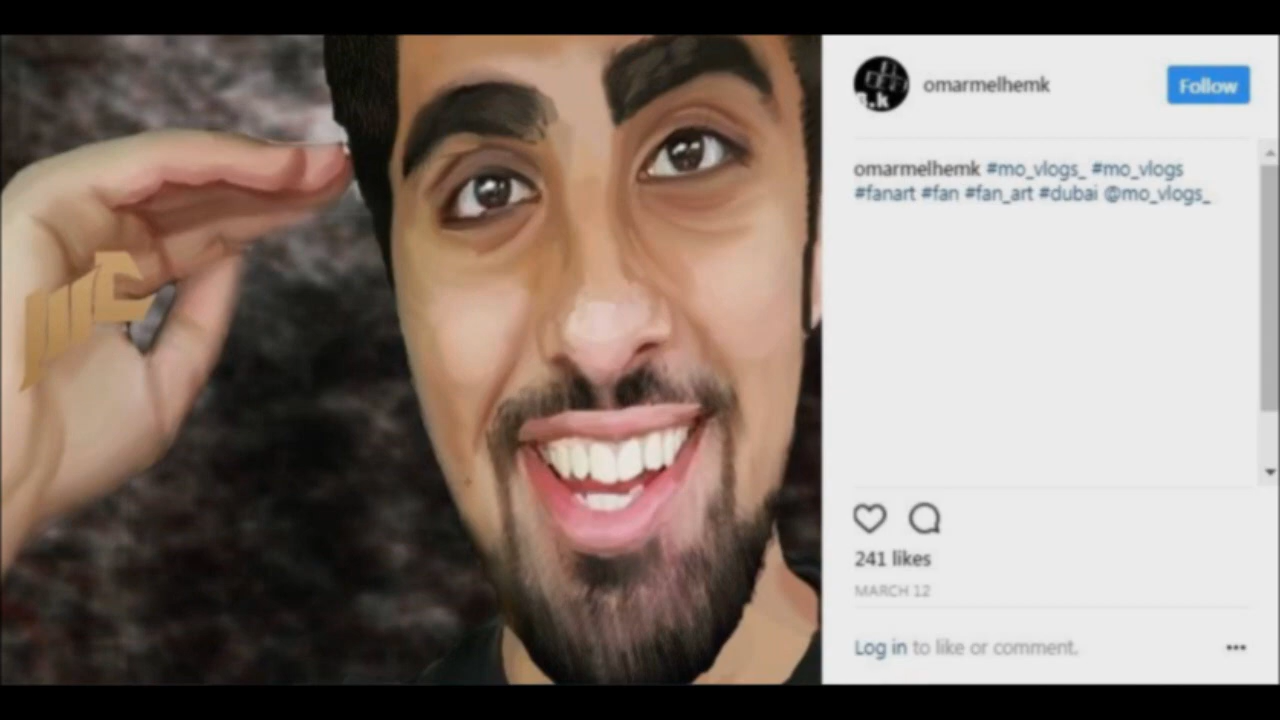 omarmelhemk
Follow
omarmelhemk #mo_vlogs_ #mo_vlogs
#fanart #fan #fan_art #dubai @mo_vlogs_
241 likes
MARCH 12
Log in to like or comment.